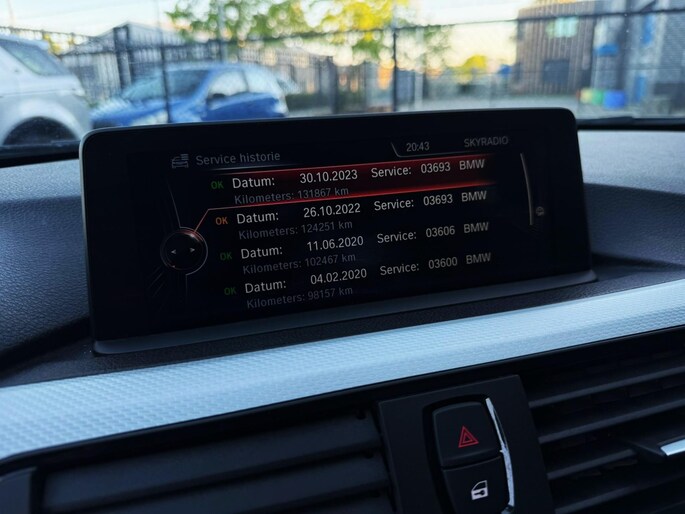 20:43 SKYRADIO
Service historie
OK Datum: 30.10.2023 Service: 03693 BMW
Kilometers: 131867 km
OK Datum: 26.10.2022 Service: 03693 BMW
Kilometers: 124251 km
OK Datum: 11.06.2020 Service: 03606 BMW
Kilometers: 102467 km
OK Datum: 04.02.2020 Service: 03600 BMW
Kilometers: 98157 km